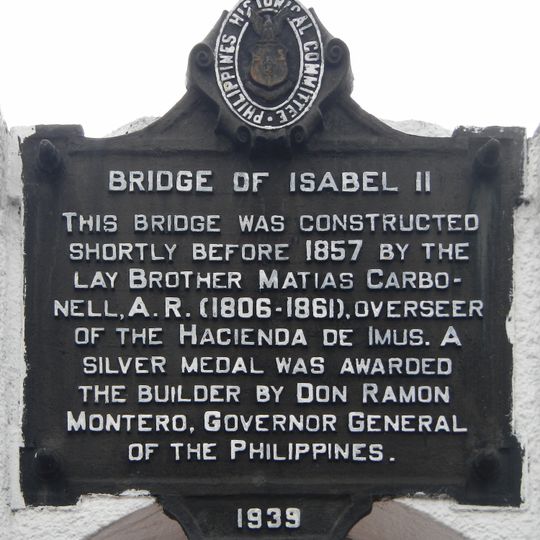 PHILIPPINES HISTORICAL COMMITTEE
BRIDGE OF ISABEL II
THIS BRIDGE WAS CONSTRUCTED
SHORTLY BEFORE 1857 BY THE
LAY BROTHER MATIAS CARBO-
NELL, A. R. (1806-1861), OVERSEER
OF THE HACIENDA DE IMUS. A
SILVER MEDAL WAS AWARDED
THE BUILDER BY DON RAMON
MONTERO, GOVERNOR GENERAL
OF THE PHILIPPINES.
1939